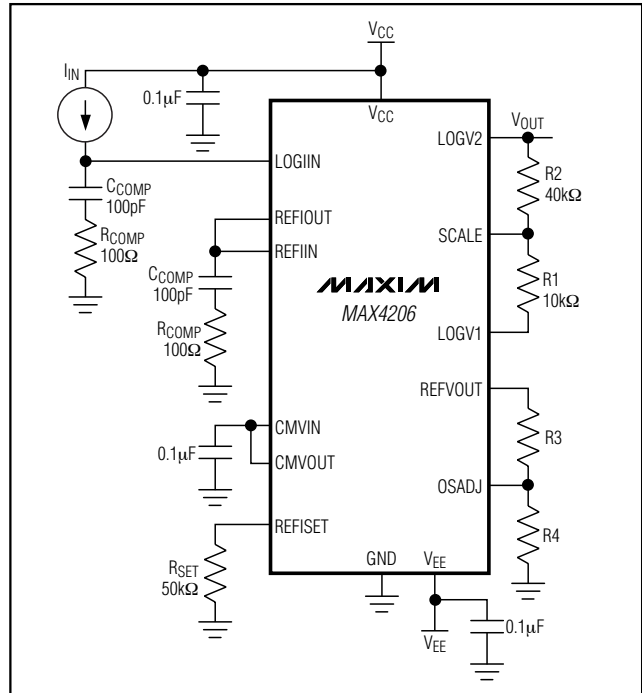 VCC
IIN
0.1µF
VCC
LOGV2
VOUT
R2
40kΩ
LOGIIN
CCOMP
100pF
REFIOUT
SCALE
RCOMP
100Ω
REFIIN
CCOMP
100pF
MAXIM
MAX4206
R1
10kΩ
LOGV1
RCOMP
100Ω
REFVOUT
R3
CMVIN
0.1µF
CMVOUT
OSADJ
REFISET
R4
RSET
50kΩ
GND
VEE
0.1µF
VEE